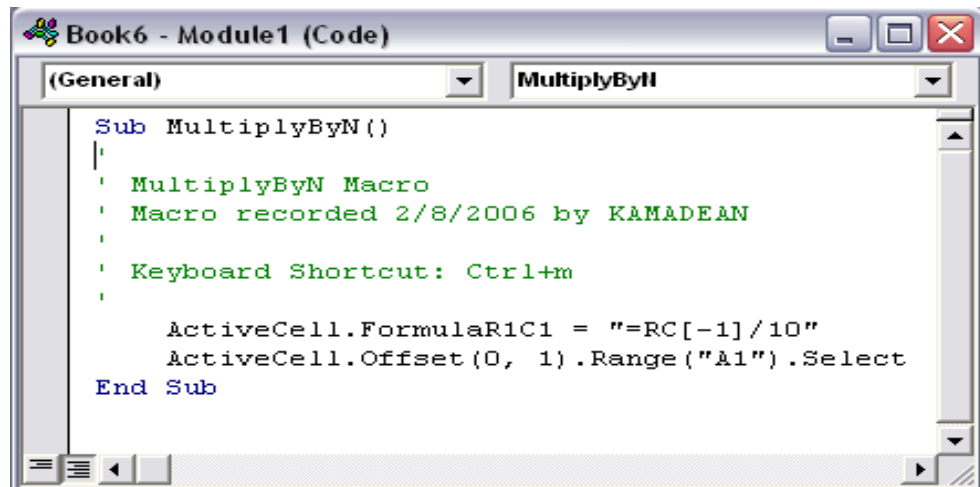 Book6 - Module1 (Code)
(General) MultiplyByN
Sub MultiplyByN()
'
' MultiplyByN Macro
' Macro recorded 2/8/2006 by KAMADEAN
'
' Keyboard Shortcut: Ctrl+m
'
ActiveCell.FormulaR1C1 = "=RC[-1]/10"
ActiveCell.Offset(0, 1).Range("A1").Select
End Sub